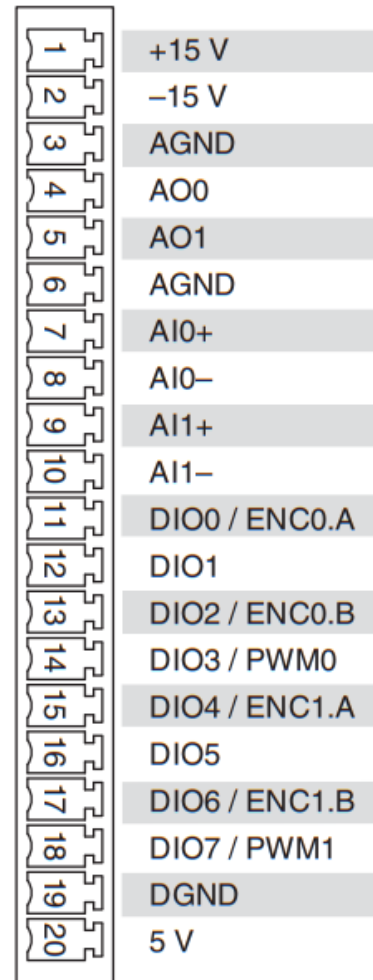 1 +15 V
2 –15 V
3 AGND
4 AO0
5 AO1
6 AGND
7 AI0+
8 AI0–
9 AI1+
10 AI1–
11 DIO0 / ENC0.A
12 DIO1
13 DIO2 / ENC0.B
14 DIO3 / PWM0
15 DIO4 / ENC1.A
16 DIO5
17 DIO6 / ENC1.B
18 DIO7 / PWM1
19 DGND
20 5 V